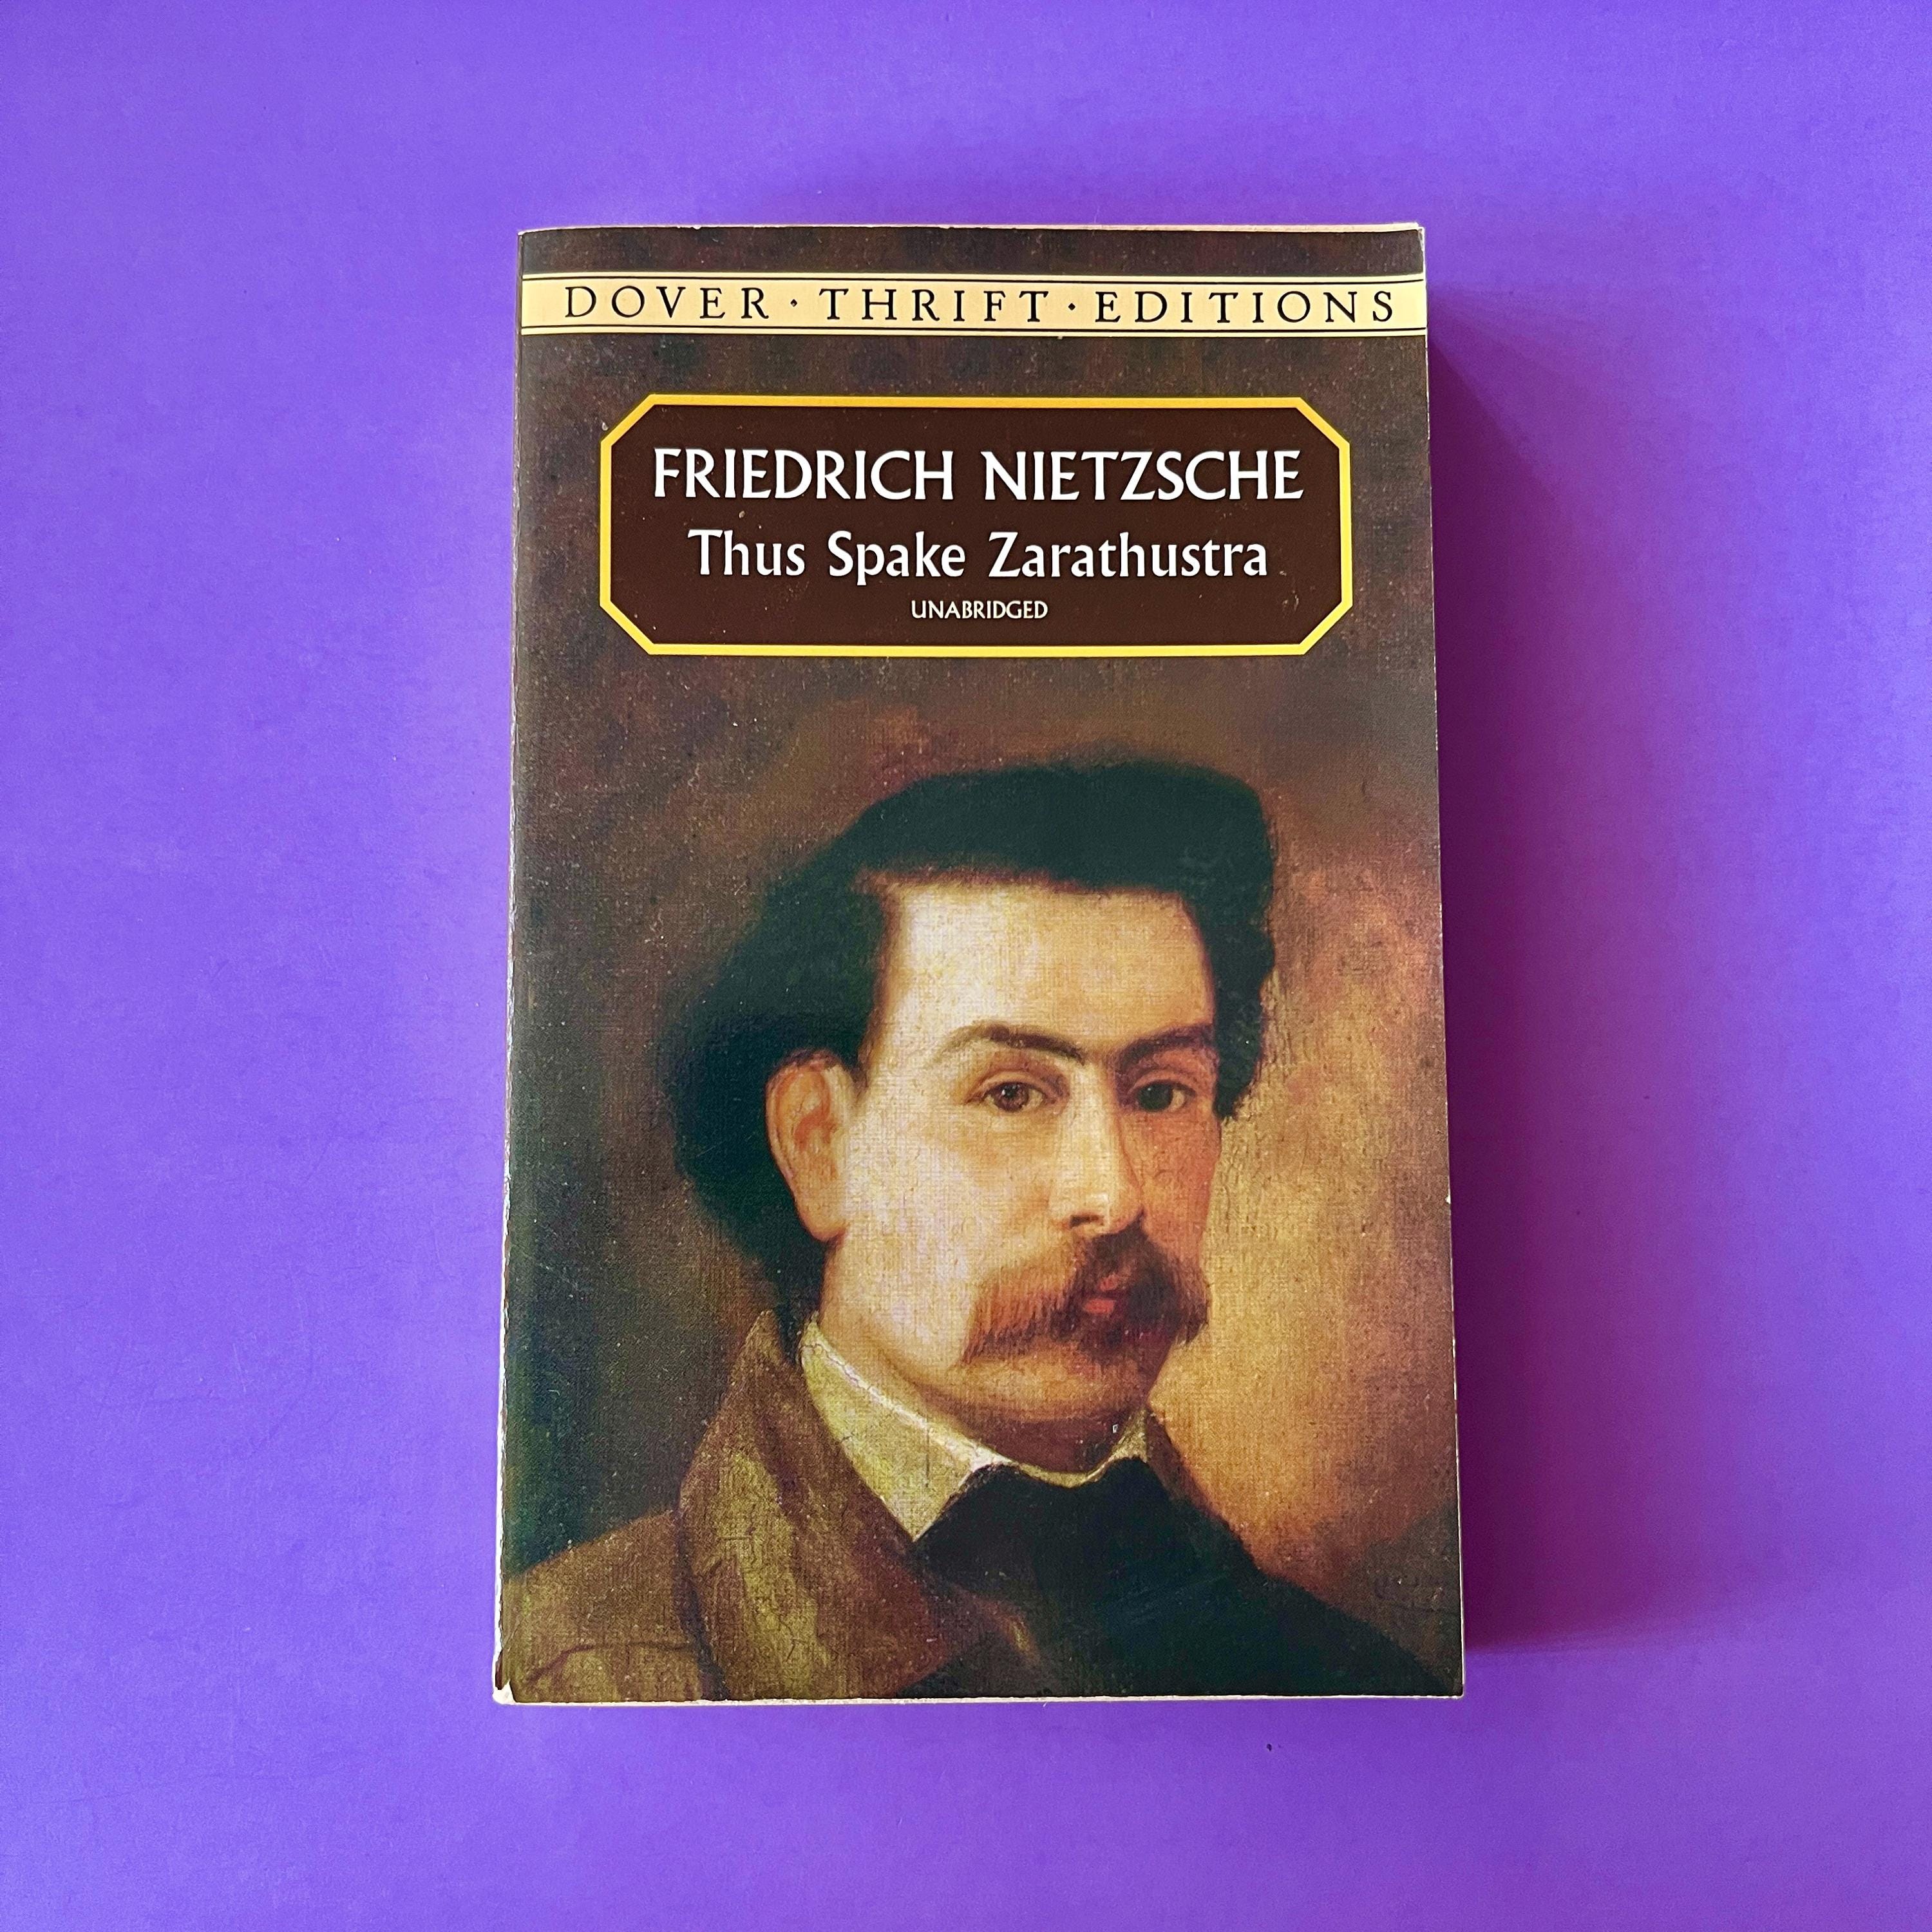 DOVER · THRIFT · EDITIONS
FRIEDRICH NIETZSCHE
Thus Spake Zarathustra
UNABRIDGED